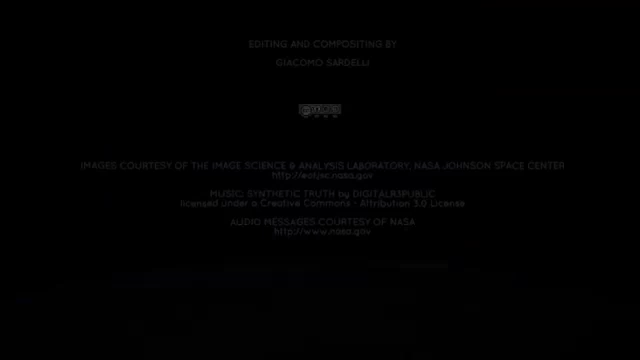 EDITING AND COMPOSITING BY
GIACOMO SARDELLI
IMAGES COURTESY OF THE IMAGE SCIENCE & ANALYSIS LABORATORY, NASA JOHNSON SPACE CENTER
http://eol.jsc.nasa.gov
MUSIC: SYNTHETIC TRUTH by DIGITALR3PUBLIC
licensed under a Creative Commons - Attribution 3.0 License
AUDIO MESSAGES COURTESY OF NASA
http://www.nasa.gov